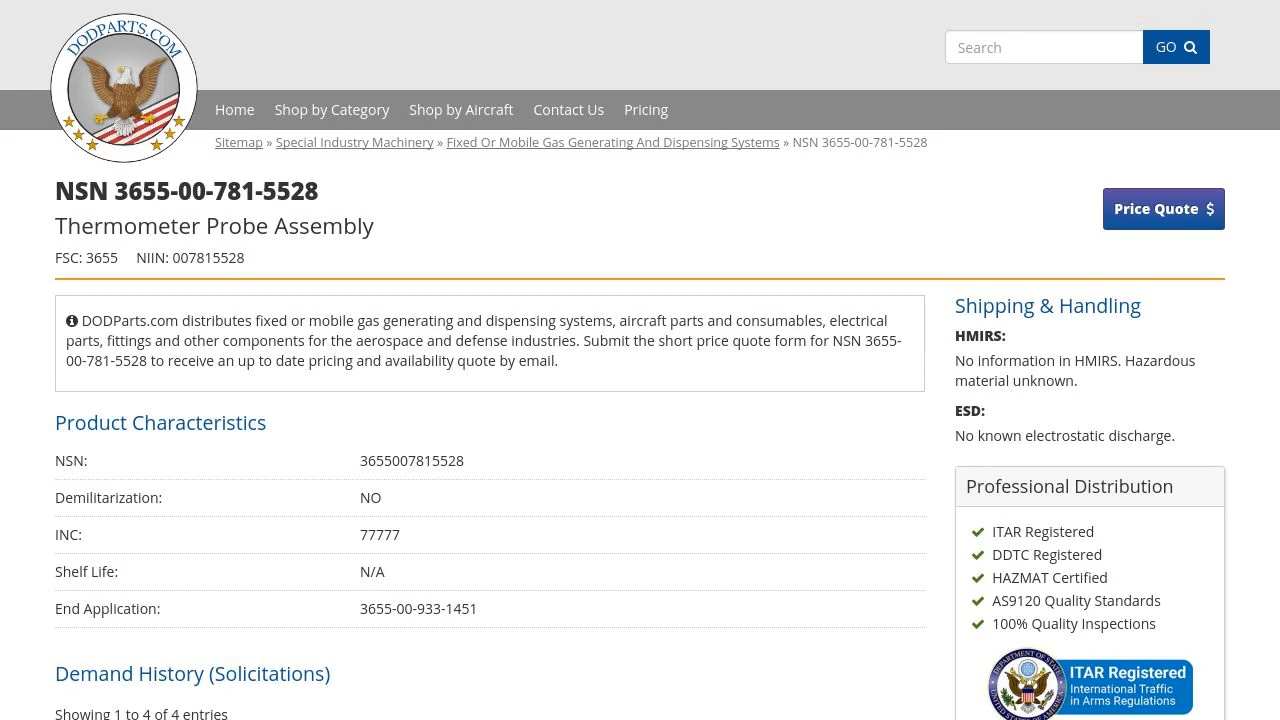 DODPARTS.COM
Search
GO
Home Shop by Category Shop by Aircraft Contact Us Pricing
Sitemap » Special Industry Machinery » Fixed Or Mobile Gas Generating And Dispensing Systems » NSN 3655-00-781-5528
NSN 3655-00-781-5528
Thermometer Probe Assembly
FSC: 3655 NIIN: 007815528
Price Quote $
DODParts.com distributes fixed or mobile gas generating and dispensing systems, aircraft parts and consumables, electrical
parts, fittings and other components for the aerospace and defense industries. Submit the short price quote form for NSN 3655-
00-781-5528 to receive an up to date pricing and availability quote by email.
Product Characteristics
NSN: 3655007815528
Demilitarization: NO
INC: 77777
Shelf Life: N/A
End Application: 3655-00-933-1451
Demand History (Solicitations)
Showing 1 to 4 of 4 entries
Shipping & Handling
HMIRS:
No information in HMIRS. Hazardous
material unknown.
ESD:
No known electrostatic discharge.
Professional Distribution
ITAR Registered
DDTC Registered
HAZMAT Certified
AS9120 Quality Standards
100% Quality Inspections
DEPARTMENT OF STATE
ITAR Registered
International Traffic
in Arms Regulations